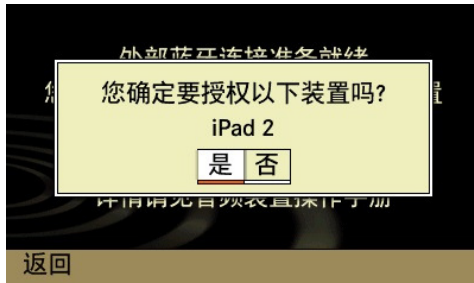 外部蓝牙连接准备就绪
您确定要授权以下装置吗?
iPad 2
是 否
详情请见音频装置操作手册
返回